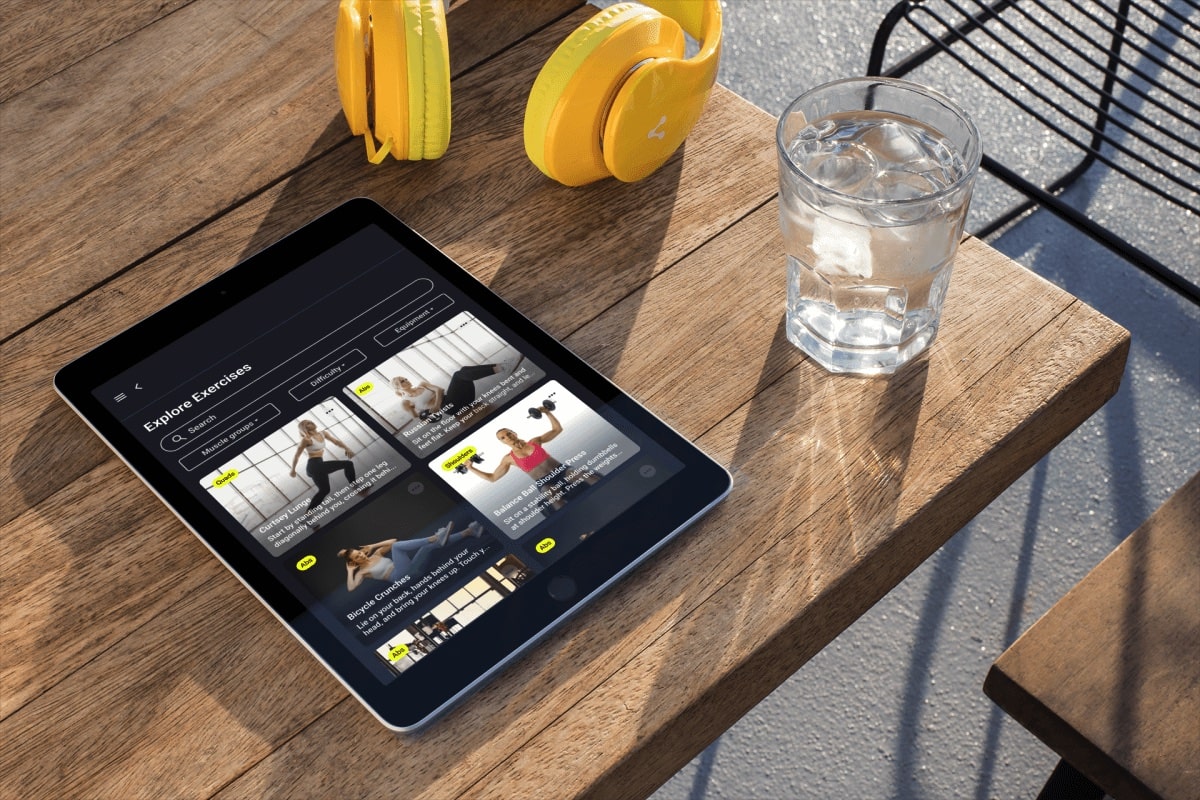 Explore Exercises
Search
Muscle groups
Difficulty
Equipment
Quads
Curtsey Lunge
Start by standing tall, then step one leg
diagonally behind you, crossing it behi...
Abs
Russian Twists
Sit on the floor with your knees bent and
feet flat. Keep your back straight, and le...
Abs
Bicycle Crunches
Lie on your back, hands behind your
head, and bring your knees up. Touch y...
Shoulders
Balance Ball Shoulder Press
Sit on a stability ball, holding dumbbells
at shoulder height. Press the weights...
Abs
Abs